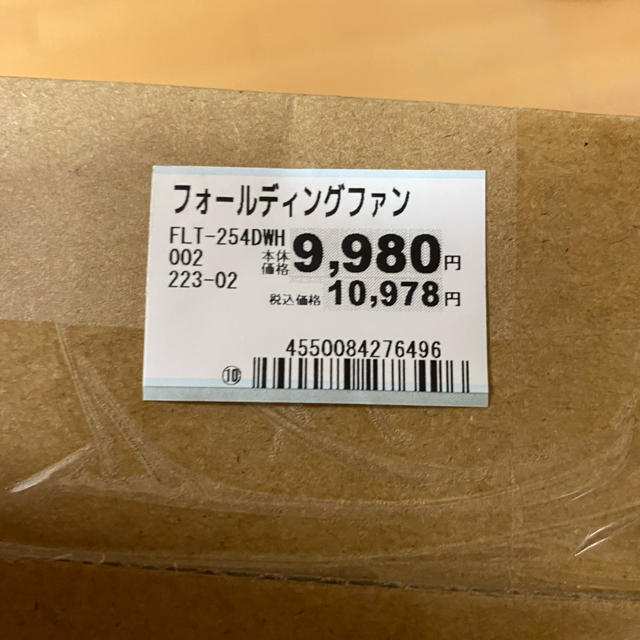 フォールディングファン
FLT-254DWH
002
223-02
本体価格 9,980円
税込価格 10,978円
4550084276496
⑩